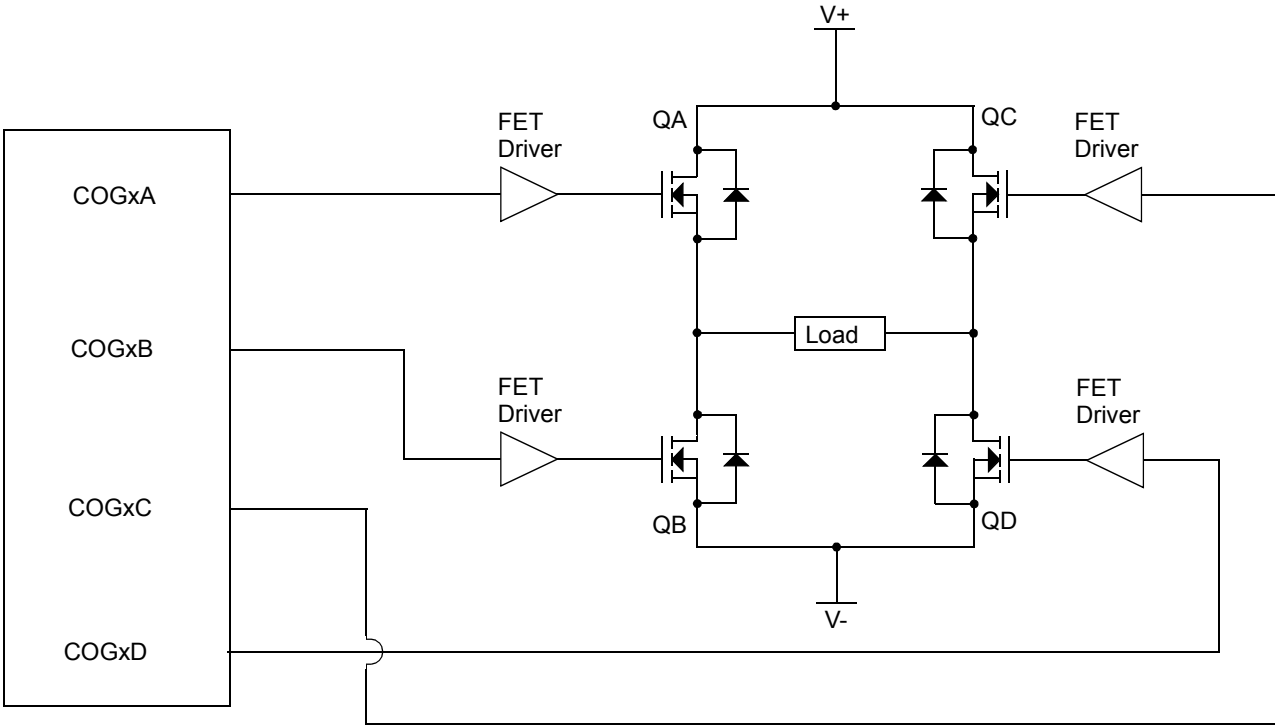 V+
QA
QC
FET
Driver
FET
Driver
COGxA
COGxB
Load
FET
Driver
FET
Driver
COGxC
QB
QD
V-
COGxD